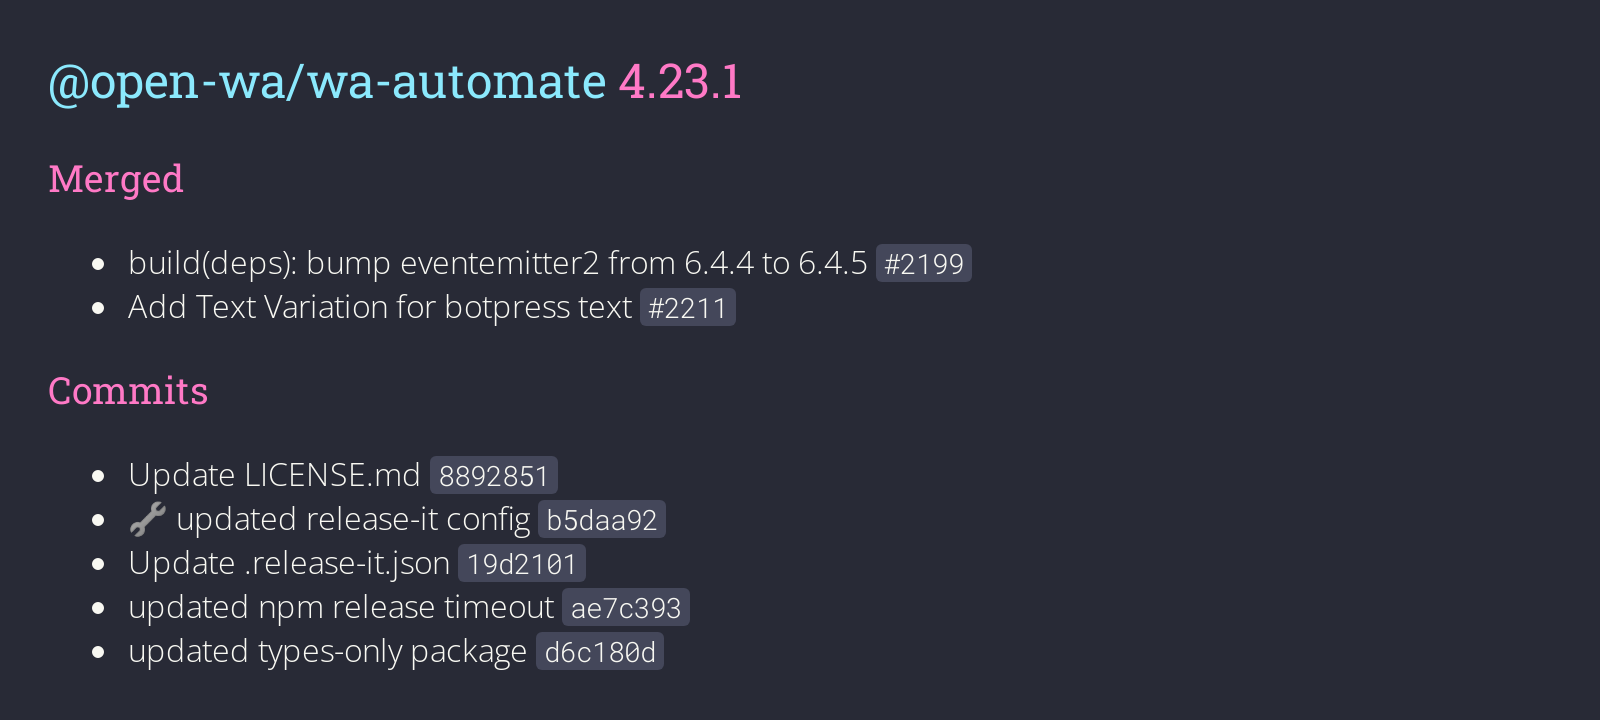 @open-wa/wa-automate 4.23.1
Merged
build(deps): bump eventemitter2 from 6.4.4 to 6.4.5 #2199
Add Text Variation for botpress text #2211
Commits
Update LICENSE.md 8892851
🔧 updated release-it config b5daa92
Update .release-it.json 19d2101
updated npm release timeout ae7c393
updated types-only package d6c180d